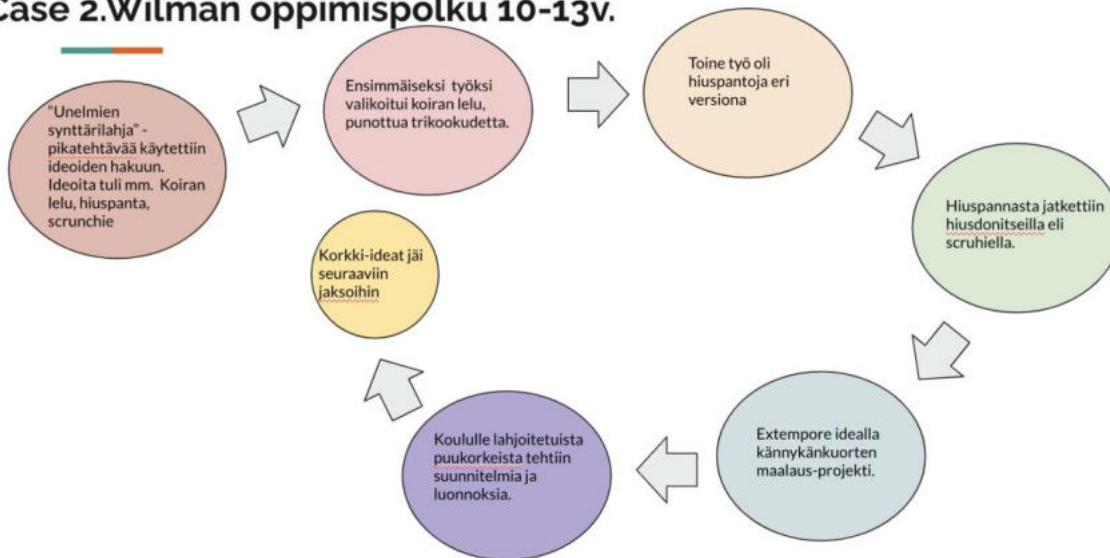 Case 2.Wilman oppimispolku 10-13v.
"Unelmien
synttärilahja" -
pikatehtävää käytettiin
ideoiden hakuun.
Ideoita tuli mm. Koiran
lelu, hiuspanta,
scrunchie
Ensimmäiseksi työksi
valikoitui koiran lelu,
punottua trikookudetta.
Toine työ oli
hiuspantoja eri
versiona
Hiuspannasta jatkettiin
hiusdonitseilla eli
scruhiella.
Extempore idealla
kännykänkuorten
maalaus-projekti.
Koululle lahjoitetuista
puukorkeista tehtiin
suunnitelmia ja
luonnoksia.
Korkki-ideat jäi
seuraaviin
jaksoihin